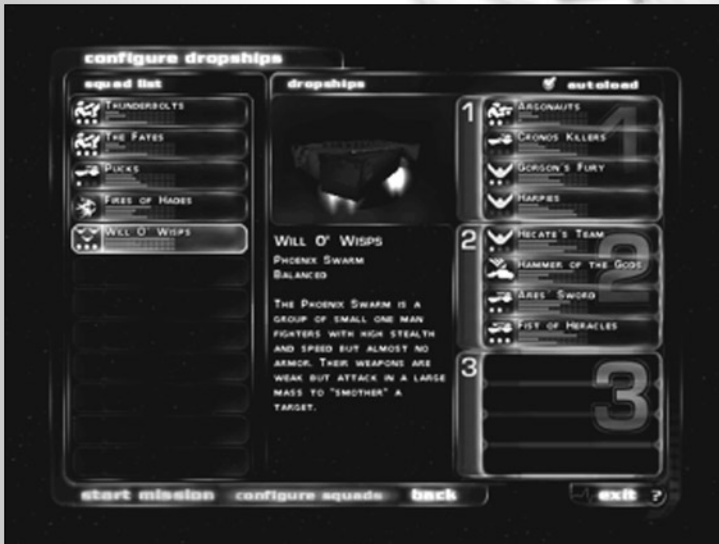 configure dropships
squad list
Thunderbolts
The Fates
Pucks
Fires of Hades
Will O' Wisps
dropships
Will O' Wisps
Phoenix Swarm
Balanced
The Phoenix Swarm is a
group of small one man
fighters with high stealth
and speed but almost no
armor. Their weapons are
weak but attack in a large
mass to "smother" a
target.
autoload
1
Argonauts
Cronos Killers
Gorgon's Fury
Harpies
1
2
Hecate's Team
Hammer of the Gods
Ares' Sword
Fist of Heracles
2
3
3
start mission configure squads back
exit ?